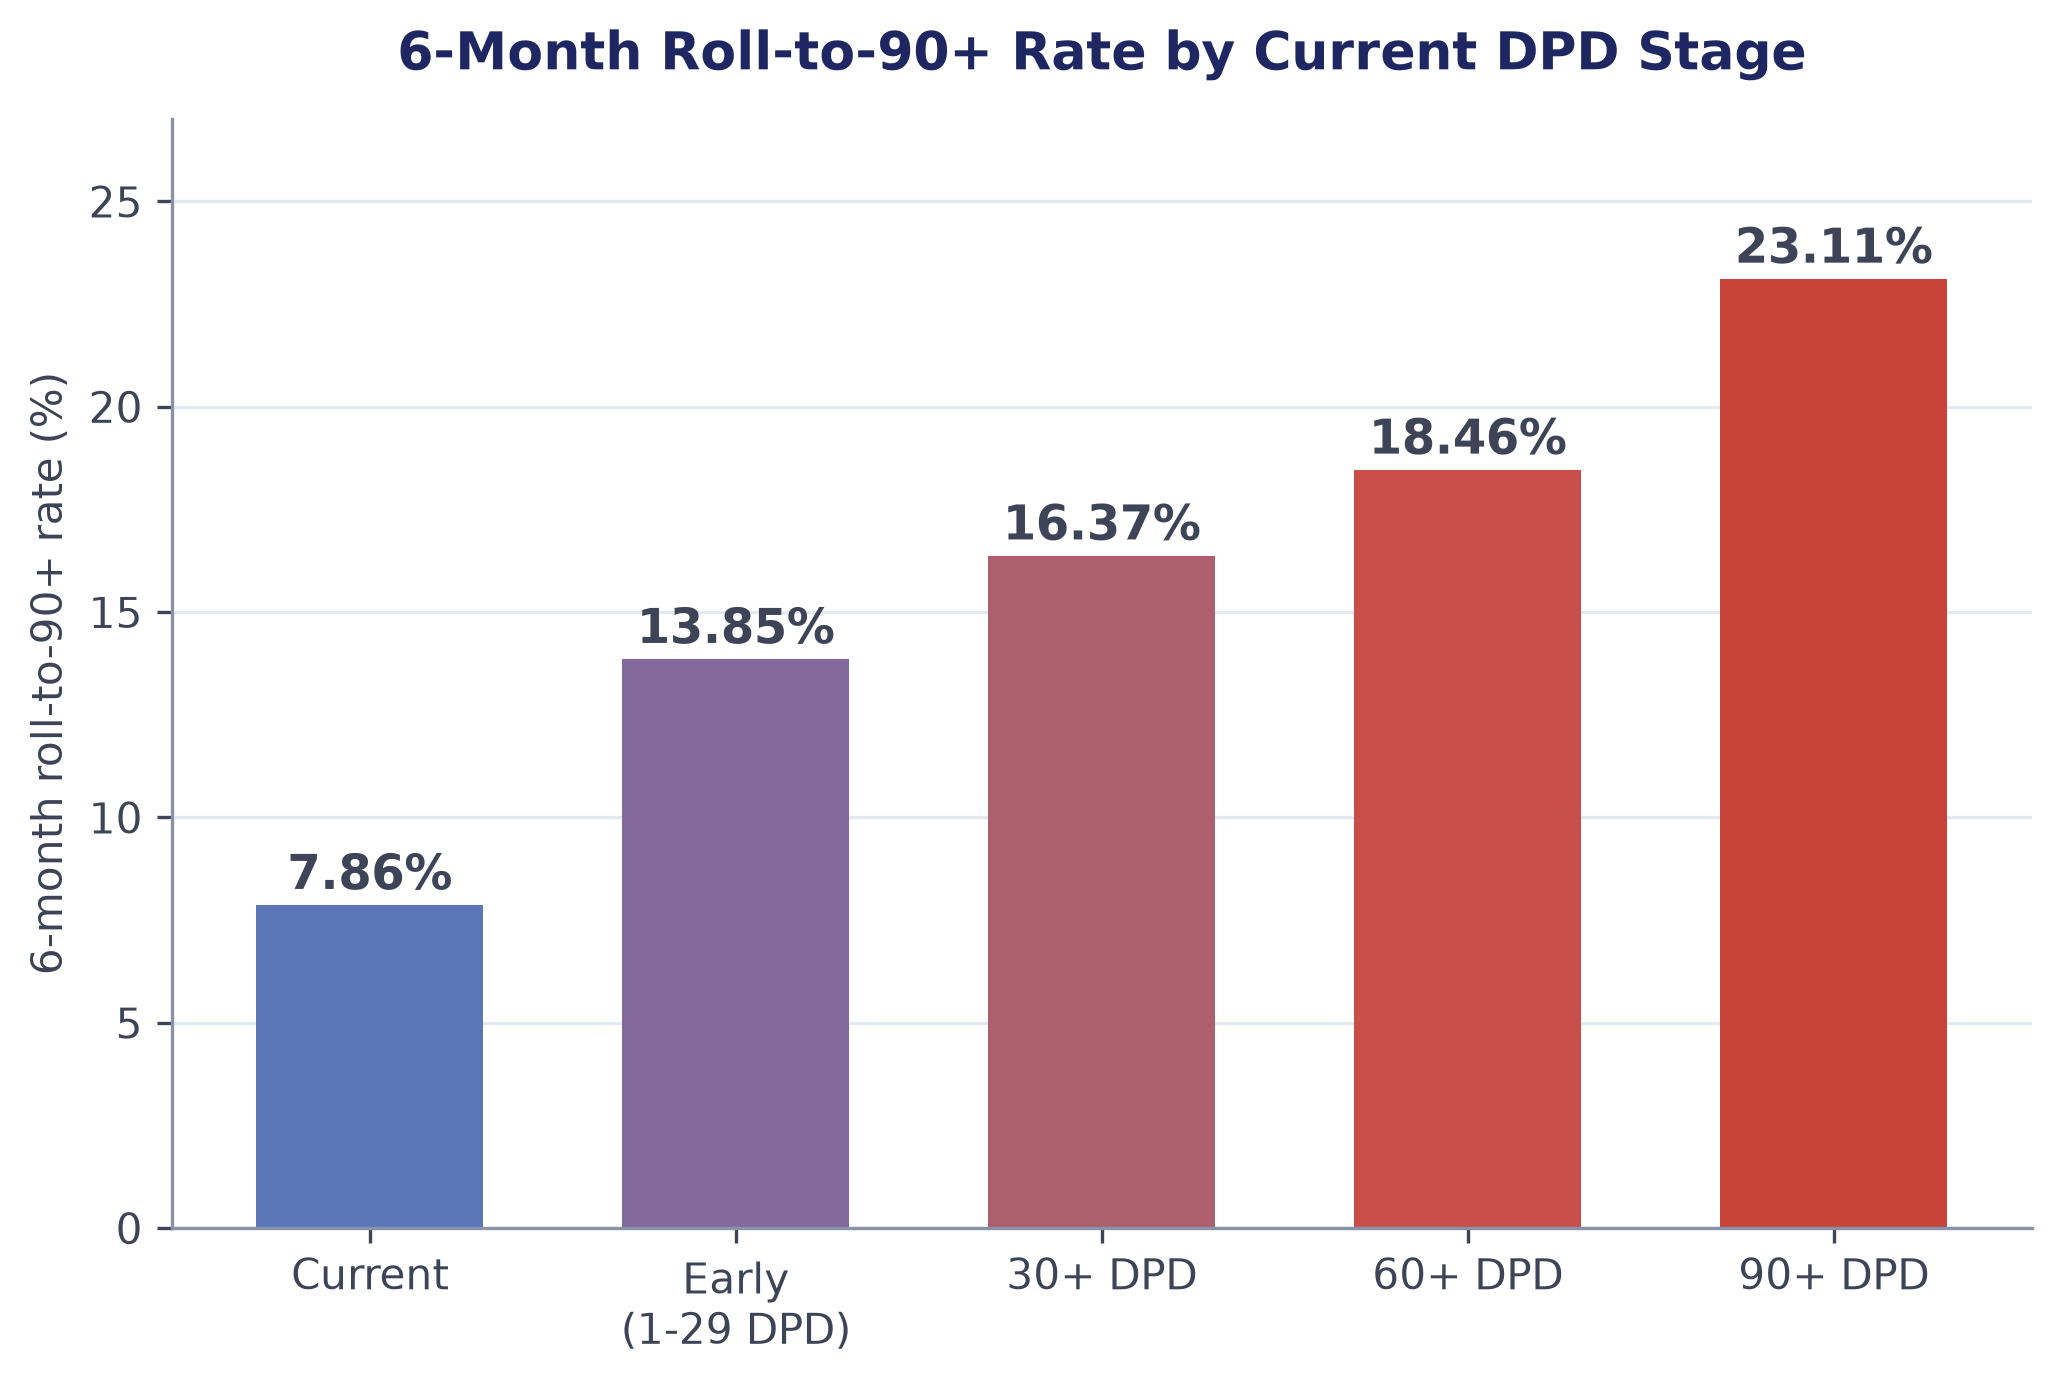 6-Month Roll-to-90+ Rate by Current DPD Stage
6-month roll-to-90+ rate (%)
25
20
15
10
5
0
7.86%
13.85%
16.37%
18.46%
23.11%
Current
Early
(1-29 DPD)
30+ DPD
60+ DPD
90+ DPD